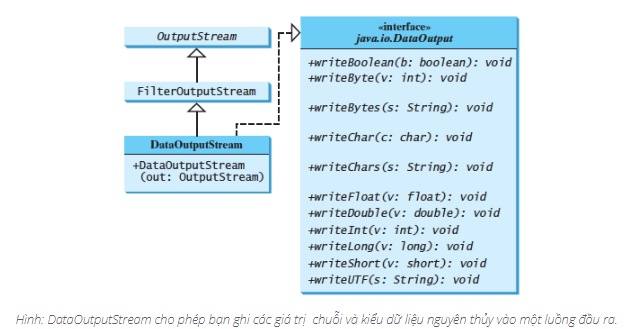 OutputStream
FilterOutputStream
DataOutputStream
+DataOutputStream
(out: OutputStream)
«interface»
java.io.DataOutput
+writeBoolean(b: boolean): void
+writeByte(v: int): void
+writeBytes(s: String): void
+writeChar(c: char): void
+writeChars(s: String): void
+writeFloat(v: float): void
+writeDouble(v: double): void
+writeInt(v: int): void
+writeLong(v: long): void
+writeShort(v: short): void
+writeUTF(s: String): void
Hình: DataOutputStream cho phép bạn ghi các giá trị chuỗi và kiểu dữ liệu nguyên thủy vào một luồng đầu ra.